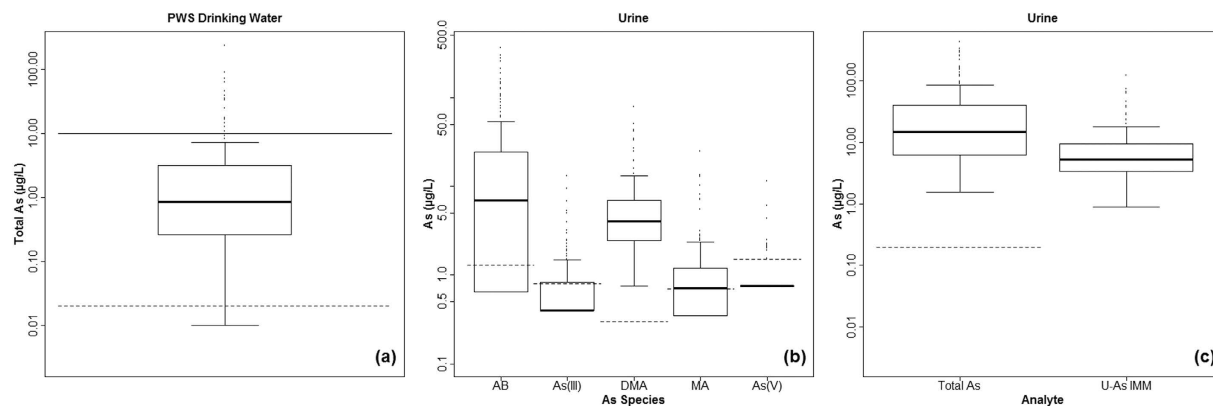 PWS Drinking Water
Total As (µg/L)
100.00
10.00
1.00
0.10
0.01
(a)
Urine
As (µg/L)
500.0
50.0
5.0
1.0
0.5
0.1
AB As(III) DMA MA As(V)
As Species
(b)
Urine
As (µg/L)
100.00
10.00
1.00
0.10
0.01
Total As U-As IMM
Analyte
(c)